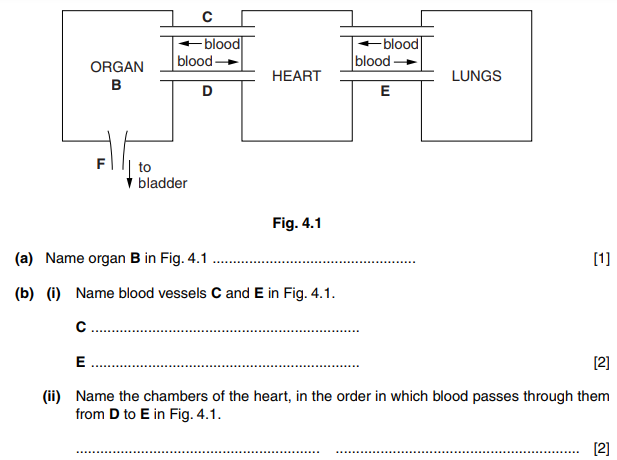 C
blood
blood
blood
blood
ORGAN
B
HEART
LUNGS
D
E
F
to
bladder
Fig. 4.1
(a) Name organ B in Fig. 4.1 .................................................... [1]
(b) (i) Name blood vessels C and E in Fig. 4.1.
C ....................................................................
E .................................................................... [2]
(ii) Name the chambers of the heart, in the order in which blood passes through them
from D to E in Fig. 4.1.
.............................................................. .............................................................. [2]